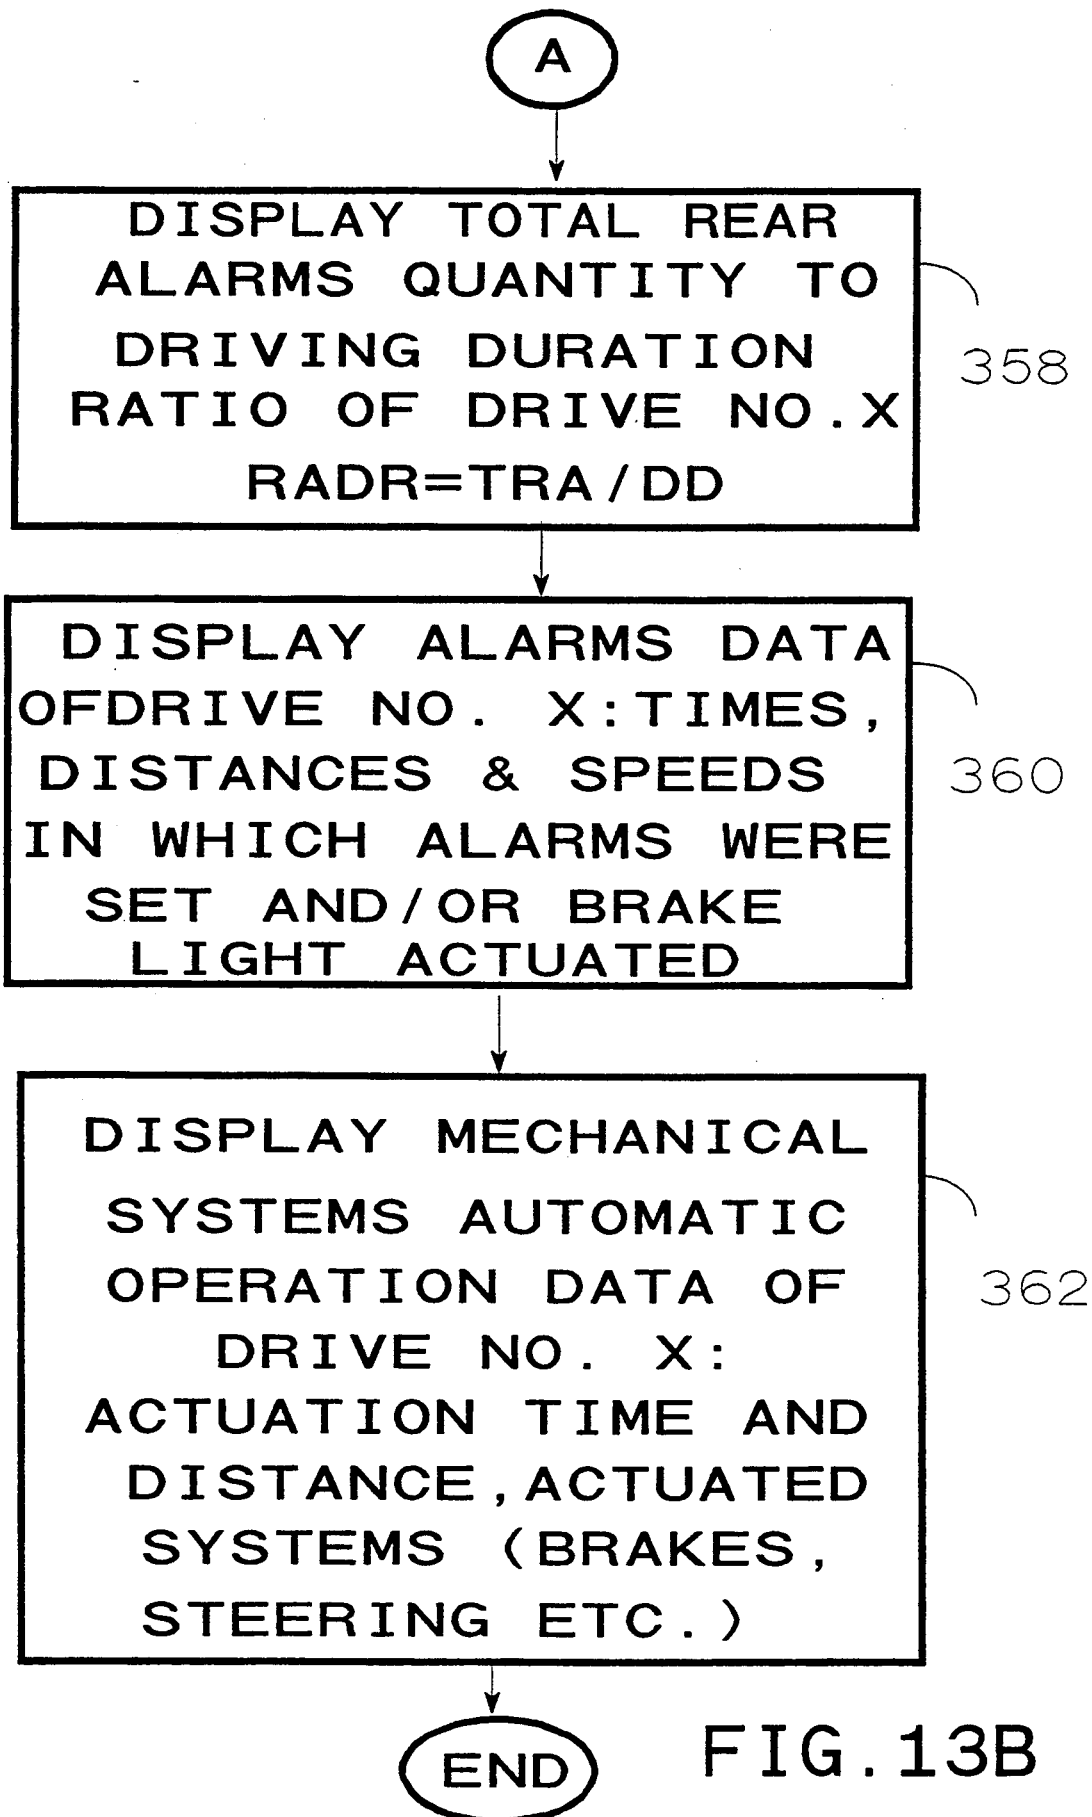 A
DISPLAY TOTAL REAR
ALARMS QUANTITY TO
DRIVING DURATION
RATIO OF DRIVE NO.X
RADR=TRA/DD
358
DISPLAY ALARMS DATA
OFDRIVE NO. X:TIMES,
DISTANCES & SPEEDS
IN WHICH ALARMS WERE
SET AND/OR BRAKE
LIGHT ACTUATED
360
DISPLAY MECHANICAL
SYSTEMS AUTOMATIC
OPERATION DATA OF
DRIVE NO. X:
ACTUATION TIME AND
DISTANCE,ACTUATED
SYSTEMS (BRAKES,
STEERING ETC.)
362
END
FIG.13B